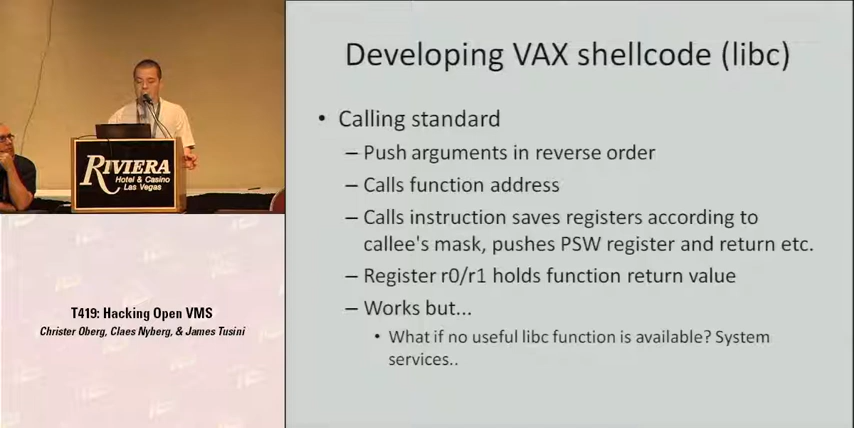 Developing VAX shellcode (libc)
• Calling standard
– Push arguments in reverse order
– Calls function address
– Calls instruction saves registers according to
callee's mask, pushes PSW register and return etc.
– Register r0/r1 holds function return value
– Works but...
• What if no useful libc function is available? System
services..
RIVIERA
Hotel & Casino
Las Vegas
T419: Hacking Open VMS
Christer Oberg, Claes Nyberg, & James Tusini